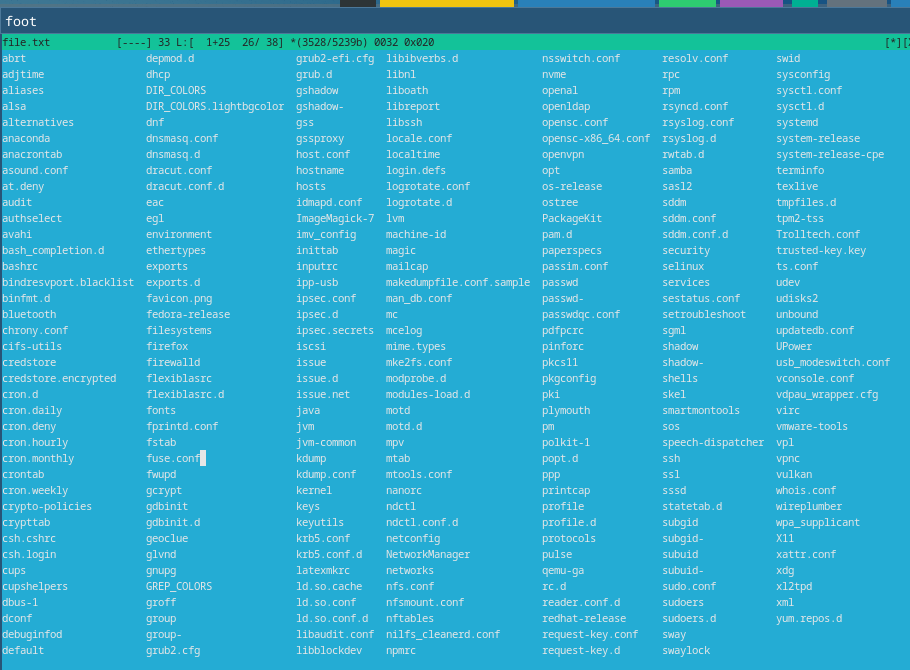 foot
file.txt [----] 33 L:[ 1+25 26/ 38] *(3528/5239b) 0032 0x020 [*][
abrt depmod.d grub2-efi.cfg libibverbs.d nsswitch.conf resolv.conf swid
adjtime dhcp grub.d libnl nvme rpc sysconfig
aliases DIR_COLORS gshadow liboath openal rpm sysctl.conf
alsa DIR_COLORS.lightbgcolor gshadow- libreport openldap rsyncd.conf sysctl.d
alternatives dnf gss libssh opensc.conf rsyslog.conf systemd
anaconda dnsmasq.conf gssproxy locale.conf opensc-x86_64.conf rsyslog.d system-release
anacrontab dnsmasq.d host.conf localtime openvpn rwtab.d system-release-cpe
asound.conf dracut.conf hostname login.defs opt samba terminfo
at.deny dracut.conf.d hosts logrotate.conf os-release sasl2 texlive
audit eac idmapd.conf logrotate.d ostree sddm tmpfiles.d
authselect egl ImageMagick-7 lvm PackageKit sddm.conf tpm2-tss
avahi environment imv_config machine-id pam.d sddm.conf.d Trolltech.conf
bash_completion.d ethertypes inittab magic paperspecs security trusted-key.key
bashrc exports inputrc mailcap passim.conf selinux ts.conf
bindresvport.blacklist exports.d ipp-usb makedumpfile.conf.sample passwd services udev
binfmt.d favicon.png ipsec.conf man_db.conf passwd- sestatus.conf udisks2
bluetooth fedora-release ipsec.d mc passwdqc.conf setroubleshoot unbound
chrony.conf filesystems ipsec.secrets mcelog pdfpcrc sgml updatedb.conf
cifs-utils firefox iscsi mime.types pinforc shadow UPower
credstore firewalld issue mke2fs.conf pkcs11 shadow- usb_modeswitch.conf
credstore.encrypted flexiblasrc issue.d modprobe.d pkgconfig shells vconsole.conf
cron.d flexiblasrc.d issue.net modules-load.d pki skel vdpau_wrapper.cfg
cron.daily fonts java motd plymouth smartmontools virc
cron.deny fprintd.conf jvm motd.d pm sos vmware-tools
cron.hourly fstab jvm-common mpv polkit-1 speech-dispatcher vpl
cron.monthly fuse.conf kdump mtab popt.d ssh vpnc
crontab fwupd kdump.conf mtools.conf ppp ssl vulkan
cron.weekly gcrypt kernel nanorc printcap sssd whois.conf
crypto-policies gdbinit keys ndctl profile statetab.d wireplumber
crypttab gdbinit.d keyutils ndctl.conf.d profile.d subgid wpa_supplicant
csh.cshrc geoclue krb5.conf netconfig protocols subgid- X11
csh.login glvnd krb5.conf.d NetworkManager pulse subuid xattr.conf
cups gnupg latexmkrc networks qemu-ga subuid- xdg
cupshelpers GREP_COLORS ld.so.cache nfs.conf rc.d sudo.conf xl2tpd
dbus-1 groff ld.so.conf nfsmount.conf reader.conf.d sudoers xml
dconf group ld.so.conf.d nftables redhat-release sudoers.d yum.repos.d
debuginfod group- libaudit.conf nilfs_cleanerd.conf request-key.conf sway
default grub2.cfg libblockdev npmrc request-key.d swaylock